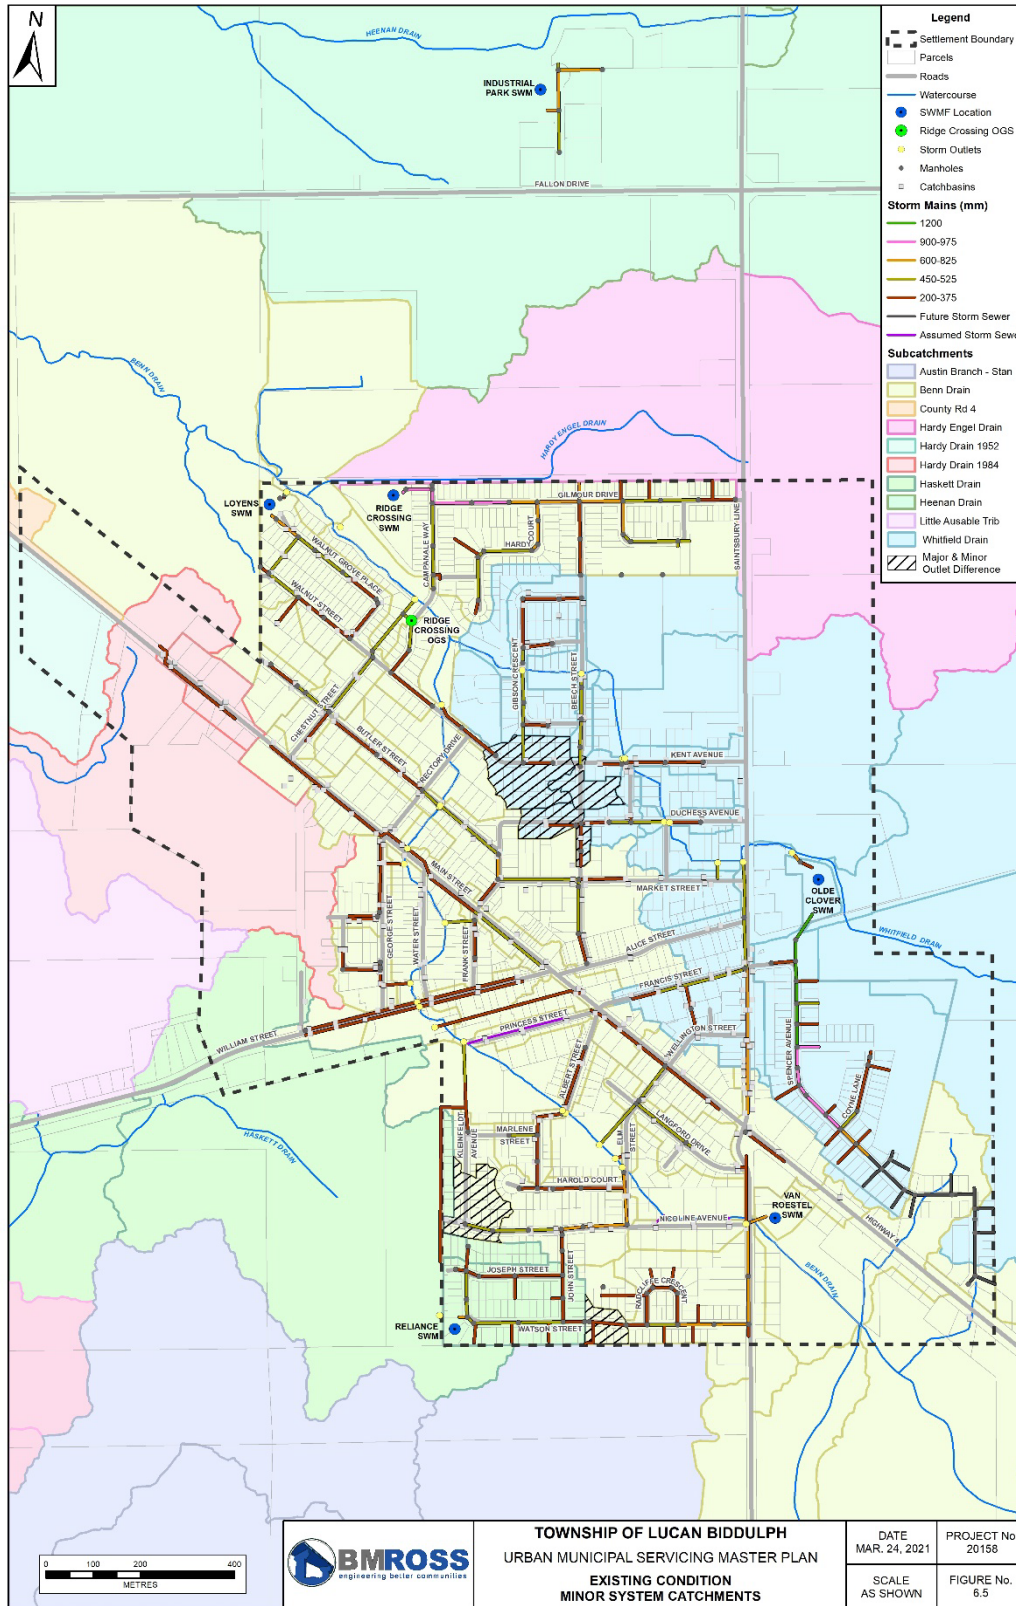 N
HEENAN DRAIN
INDUSTRIAL
PARK SWM
FALLON DRIVE
Legend
Settlement Boundary
Parcels
Roads
Watercourse
SWMF Location
Ridge Crossing OGS
Storm Outlets
Manholes
Catchbasins
Storm Mains (mm)
1200
900-975
600-825
450-525
200-375
Future Storm Sewer
Assumed Storm Sewe
Subcatchments
Austin Branch - Stan
Benn Drain
County Rd 4
Hardy Engel Drain
Hardy Drain 1952
Hardy Drain 1984
Haskett Drain
Heenan Drain
Little Ausable Trib
Whitfield Drain
Major & Minor
Outlet Difference
BENN DRAIN
HARDY ENGEL DRAIN
LOYENS
SWM
RIDGE
CROSSING
SWM
GILMOUR DRIVE
SAINTSBURY LINE
CAMPANALE WAY
HARDY
COURT
WALNUT GROVE PLACE
WALNUT STREET
RIDGE
CROSSING
OGS
GIBSON CRESCENT
BEECH STREET
CHESTNUT STREET
BUTLER STREET
RECTORY DRIVE
KENT AVENUE
DUCHESS AVENUE
MAIN STREET
MARKET STREET
OLDE
CLOVER
SWM
WHITFIELD DRAIN
GEORGE STREET
WATER STREET
FRANK STREET
ALICE STREET
FRANCIS STREET
PRINCESS STREET
WILLIAM STREET
WELLINGTON STREET
ALBERT STREET
SPENCER AVENUE
COYNE LANE
HASKETT DRAIN
KLEINFELDT
AVENUE
MARLENE
STREET
ELM
STREET
LANGFORD DRIVE
HAROLD COURT
VAN
ROESTEL
SWM
NICOLINE AVENUE
HIGHWAY 4
BENN DRAIN
JOSEPH STREET
JOHN STREET
RADCLIFFE CRESCENT
RELIANCE
SWM
WATSON STREET
0 100 200 400
METRES
BMROSS
engineering better communities
TOWNSHIP OF LUCAN BIDDULPH
URBAN MUNICIPAL SERVICING MASTER PLAN
EXISTING CONDITION
MINOR SYSTEM CATCHMENTS
DATE
MAR. 24, 2021
PROJECT No
20158
SCALE
AS SHOWN
FIGURE No.
6.5